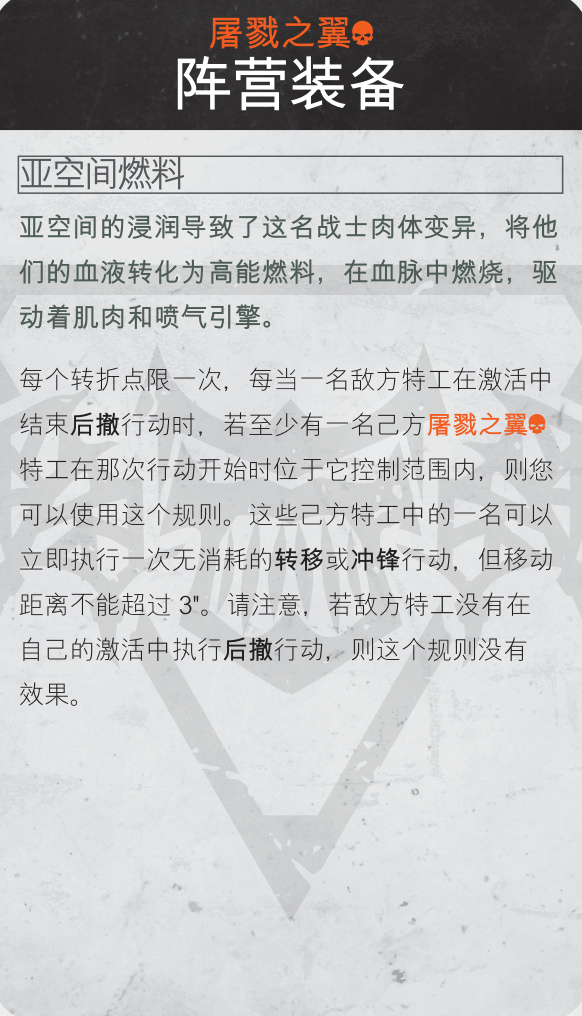 屠戮之翼
阵营装备
亚空间燃料
亚空间的浸润导致了这名战士肉体变异，将他
们的血液转化为高能燃料，在血脉中燃烧，驱
动着肌肉和喷气引擎。
每个转折点限一次，每当一名敌方特工在激活中
结束后撤行动时，若至少有一名己方屠戮之翼
特工在那次行动开始时位于它控制范围内，则您
可以使用这个规则。这些己方特工中的一名可以
立即执行一次无消耗的转移或冲锋行动，但移动
距离不能超过 3"。请注意，若敌方特工没有在
自己的激活中执行后撤行动，则这个规则没有
效果。